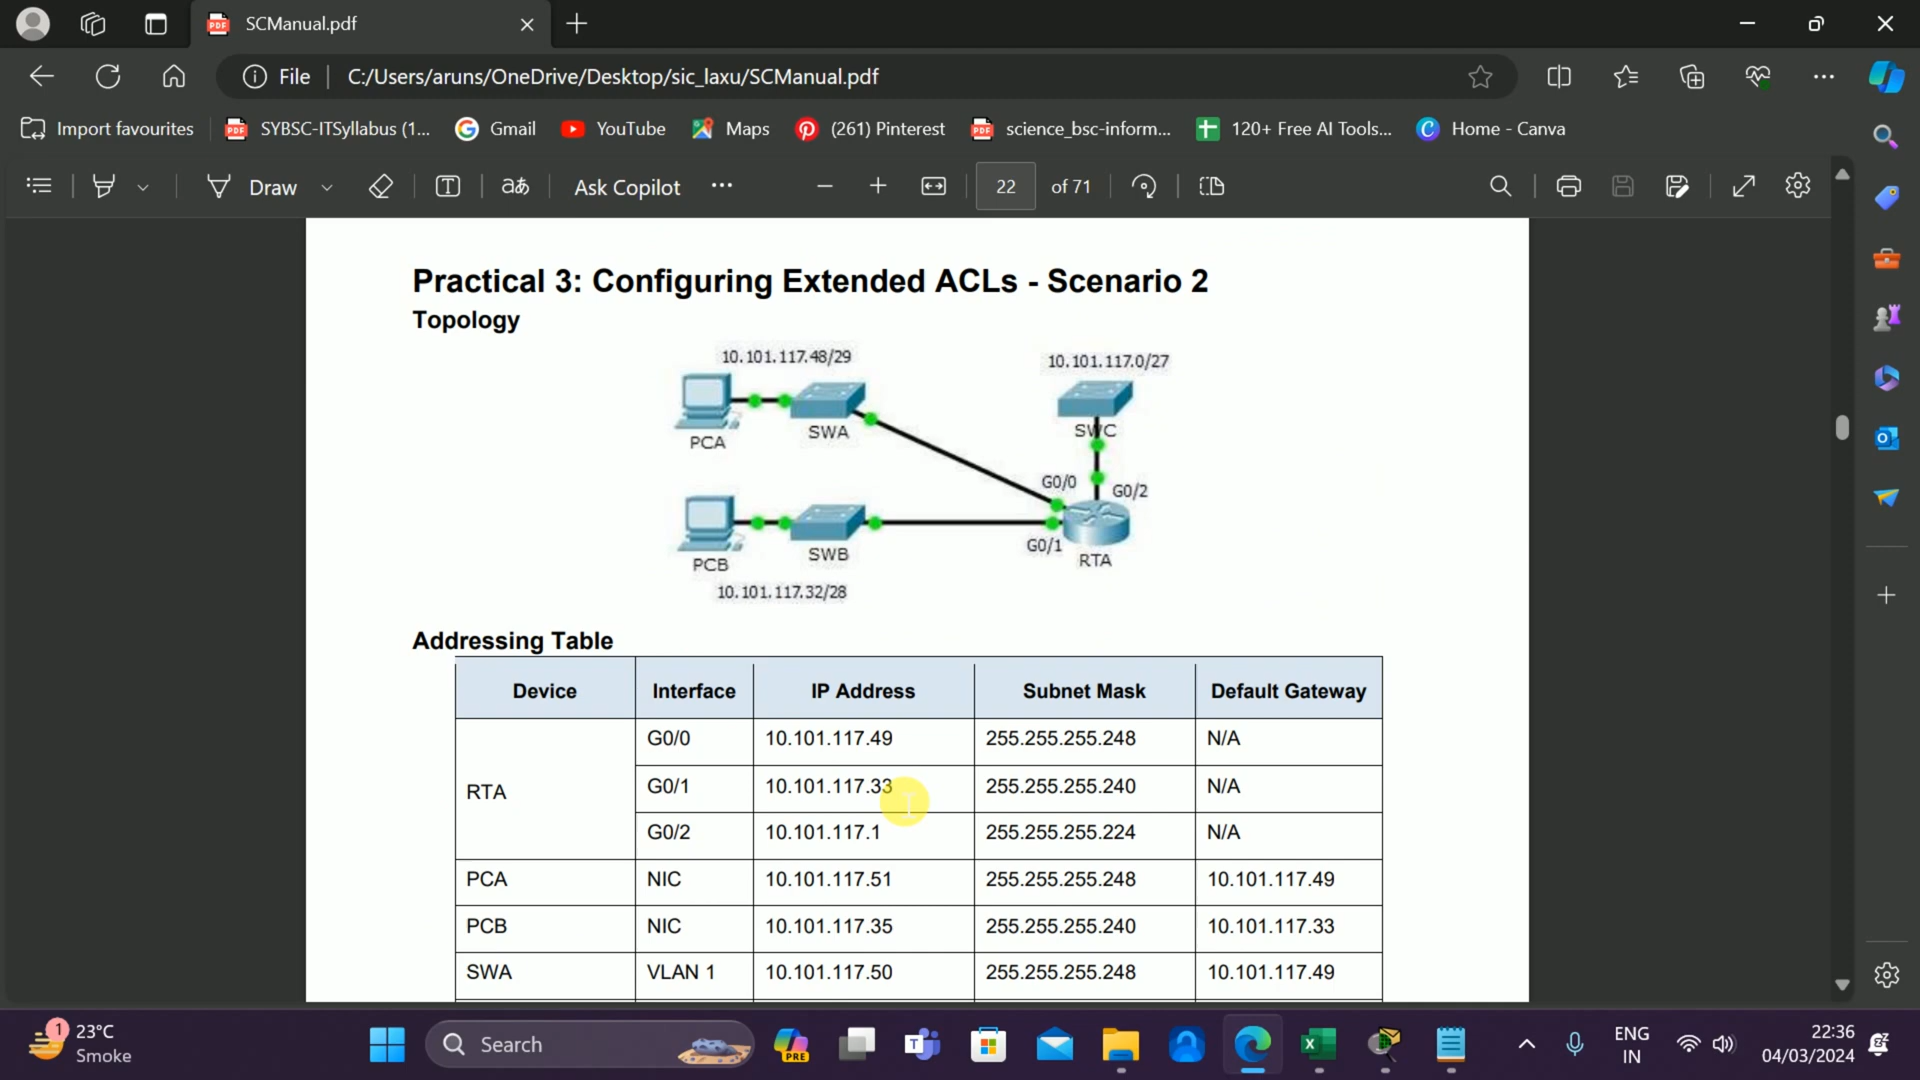 SCManual.pdf
File
C:/Users/aruns/OneDrive/Desktop/sic_laxu/SCManual.pdf
Import favourites
SYBSC-ITSyllabus (1...
Gmail
YouTube
Maps
(261) Pinterest
science_bsc-inform...
120+ Free AI Tools...
Home - Canva
Draw
aあ
Ask Copilot
22 of 71
Practical 3: Configuring Extended ACLs - Scenario 2
Topology
10.101.117.48/29
10.101.117.0/27
PCA
SWA
SWC
G0/0
G0/2
PCB
SWB
G0/1
RTA
10.101.117.32/28
Addressing Table
Device Interface IP Address Subnet Mask Default Gateway
RTA
G0/0 10.101.117.49 255.255.255.248 N/A
G0/1 10.101.117.33 255.255.255.240 N/A
G0/2 10.101.117.1 255.255.255.224 N/A
PCA NIC 10.101.117.51 255.255.255.248 10.101.117.49
PCB NIC 10.101.117.35 255.255.255.240 10.101.117.33
SWA VLAN 1 10.101.117.50 255.255.255.248 10.101.117.49
1
23°C
Smoke
Search
PRE
ENG
IN
22:36
04/03/2024